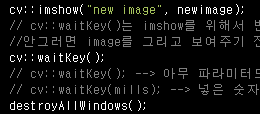 cv::imshow("new image", newimage);
// cv::waitKey()는 imshow를 위해서
//안그러면 image를 그리고 보여주기
cv::waitKey();
// cv::waitKey(); --> 아무 파라미터도
// cv::waitKey(mills); --> 넣은 숫자
destroyAllWindows();